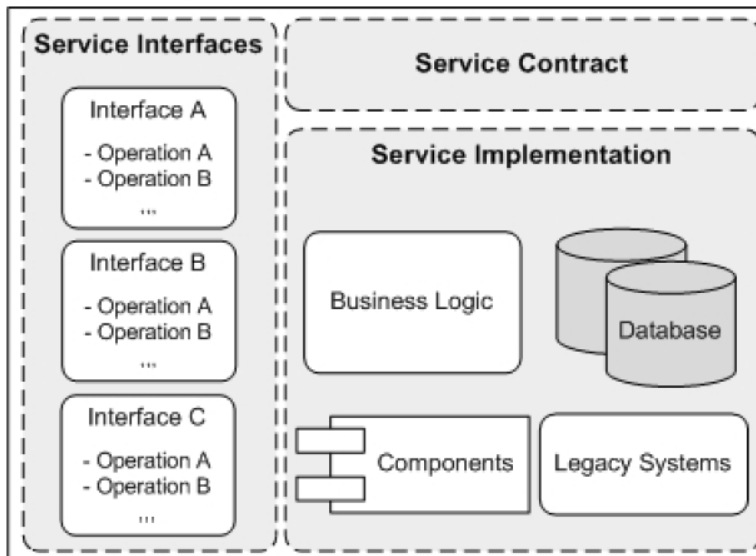 Service Interfaces
Interface A
- Operation A
- Operation B
...
Interface B
- Operation A
- Operation B
...
Interface C
- Operation A
- Operation B
...
Service Contract
Service Implementation
Business Logic
Database
Components
Legacy Systems